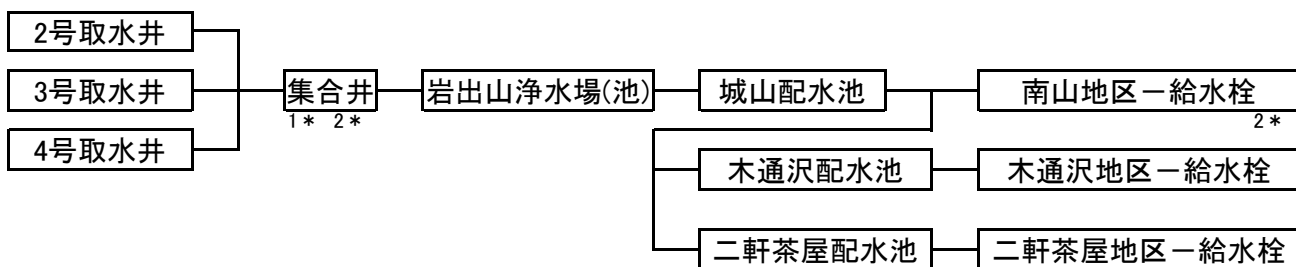 2号取水井
3号取水井
4号取水井
集合井
1* 2*
岩出山浄水場(池)
城山配水池
南山地区－給水栓
2*
木通沢配水池
木通沢地区－給水栓
二軒茶屋配水池
二軒茶屋地区－給水栓